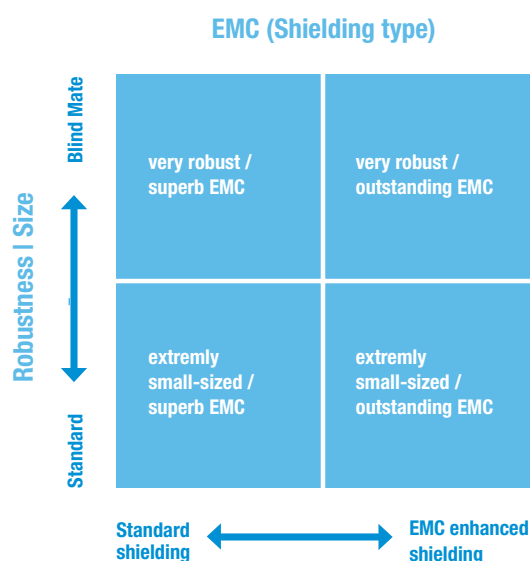 EMC (Shielding type)
Blind Mate
Robustness | Size
Standard
very robust /
superb EMC
very robust /
outstanding EMC
extremly
small-sized /
superb EMC
extremly
small-sized /
outstanding EMC
Standard
shielding
EMC enhanced
shielding